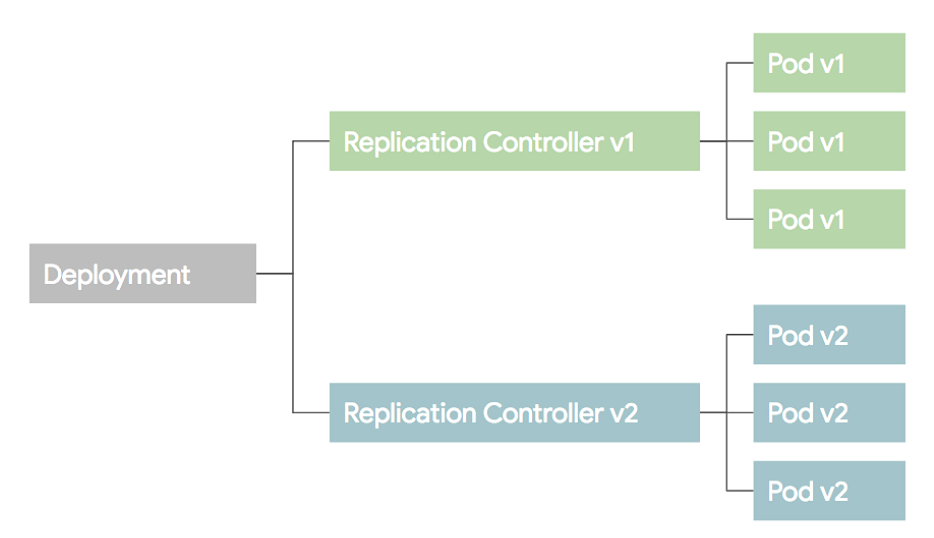 Deployment
Replication Controller v1
Pod v1
Pod v1
Pod v1
Replication Controller v2
Pod v2
Pod v2
Pod v2